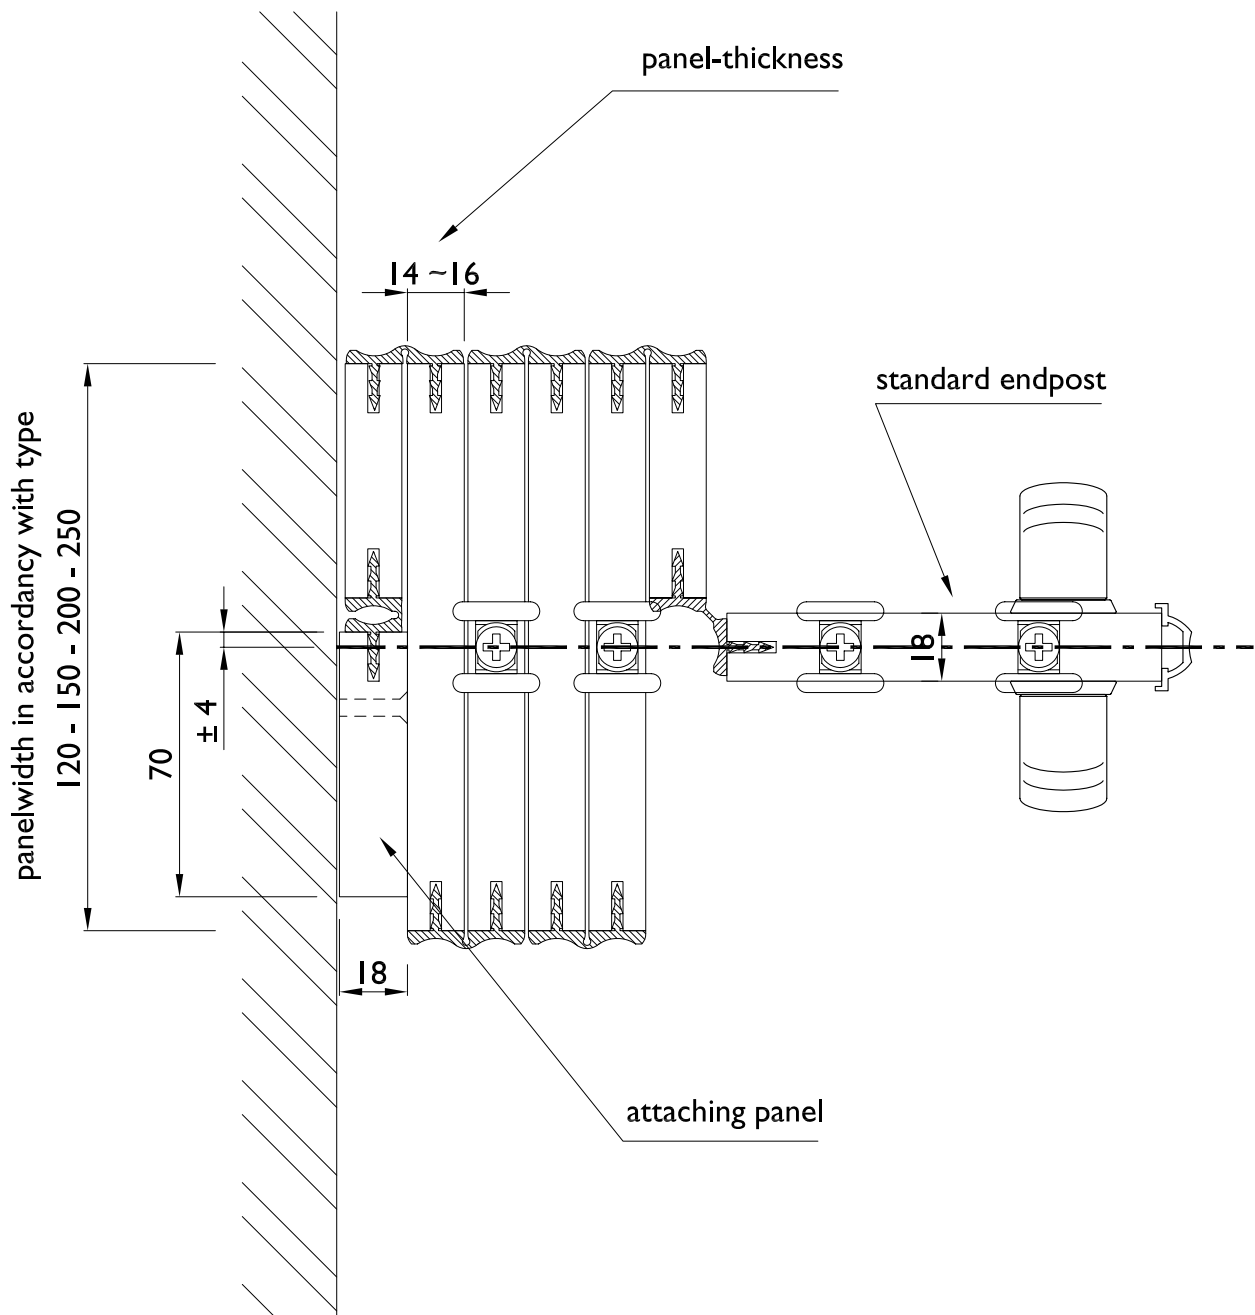 panel-thickness
14 ~16
standard endpost
panelwidth in accordancy with type
120 - 150 - 200 - 250
18
± 4
70
18
attaching panel